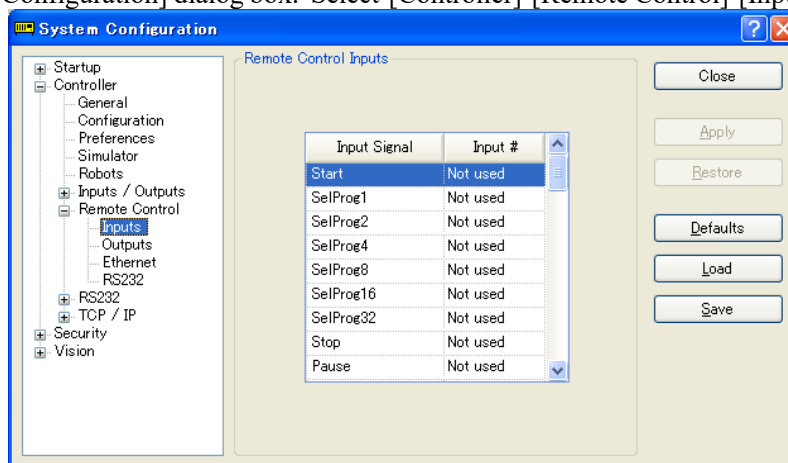 Configuration] dialog box. Select [Controller]-[Remote Control]-[Inp
System Configuration
Startup
Controller
General
Configuration
Preferences
Simulator
Robots
Inputs / Outputs
Remote Control
Inputs
Outputs
Ethernet
RS232
RS232
TCP / IP
Security
Vision
Remote Control Inputs
Input Signal Input #
Start Not used
SelProg1 Not used
SelProg2 Not used
SelProg4 Not used
SelProg8 Not used
SelProg16 Not used
SelProg32 Not used
Stop Not used
Pause Not used
Close
Apply
Restore
Defaults
Load
Save